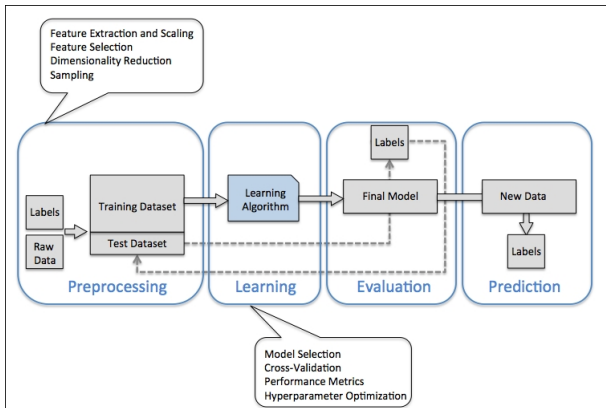 Feature Extraction and Scaling
Feature Selection
Dimensionality Reduction
Sampling
Labels
Raw
Data
Training Dataset
Test Dataset
Learning
Algorithm
Labels
Final Model
New Data
Labels
Preprocessing
Learning
Evaluation
Prediction
Model Selection
Cross-Validation
Performance Metrics
Hyperparameter Optimization